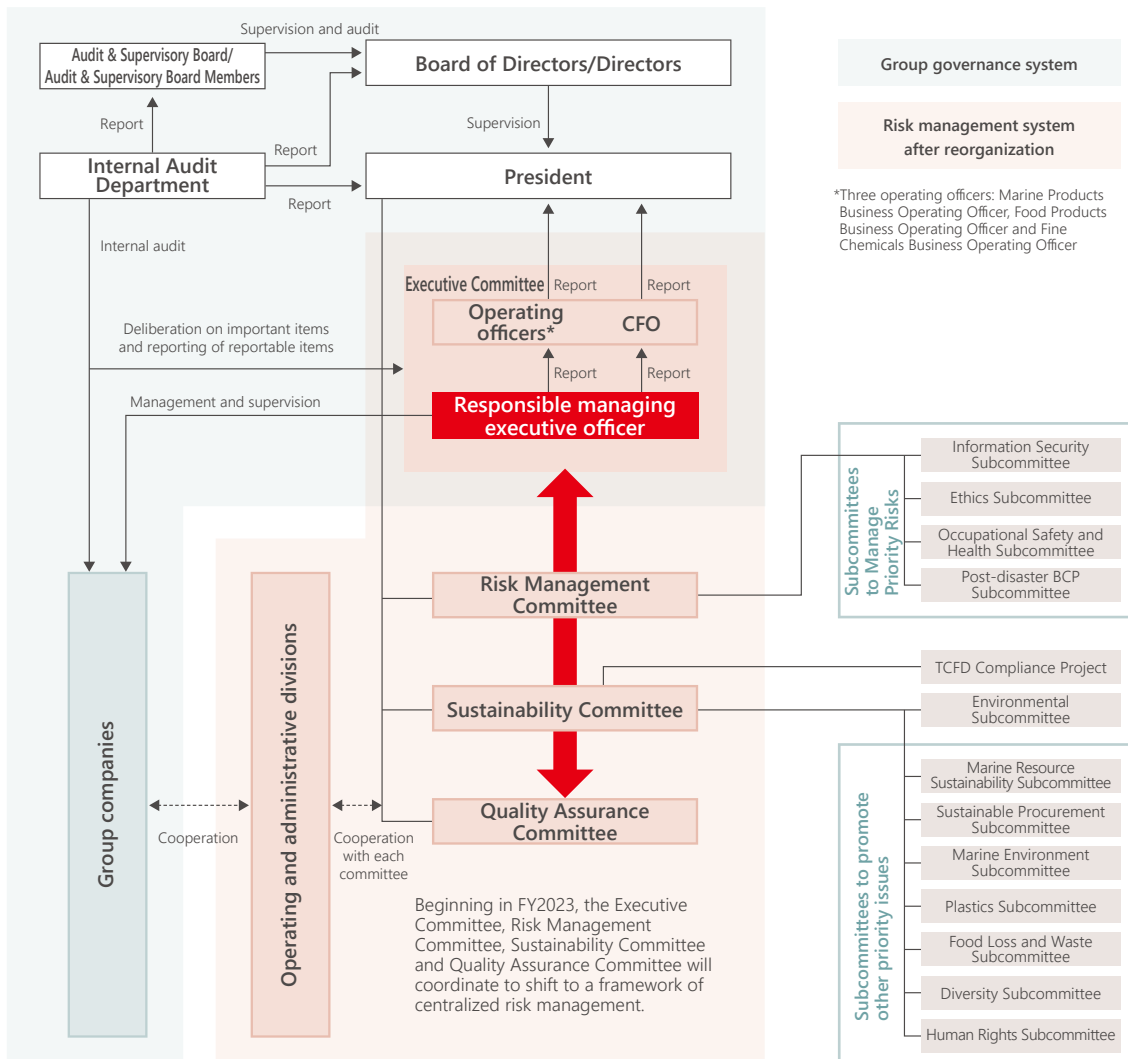 Supervision and audit
Audit & Supervisory Board/
Audit & Supervisory Board Members
Board of Directors/Directors
Report
Report
Supervision
Internal Audit
Department
President
Report
Internal audit
Executive Committee
Report
Report
Operating
officers*
CFO
Deliberation on important items
and reporting of reportable items
Report
Report
Management and supervision
Responsible managing
executive officer
Risk Management
Committee
Sustainability Committee
Quality Assurance
Committee
Group companies
Cooperation
Operating and administrative divisions
Cooperation
with each
committee
Beginning in FY2023, the Executive
Committee, Risk Management
Committee, Sustainability Committee
and Quality Assurance Committee will
coordinate to shift to a framework of
centralized risk management.
Group governance system
Risk management system
after reorganization
*Three operating officers: Marine Products
Business Operating Officer, Food Products
Business Operating Officer and Fine
Chemicals Business Operating Officer
Subcommittees
to Manage
Priority Risks
Information Security
Subcommittee
Ethics Subcommittee
Occupational Safety and
Health Subcommittee
Post-disaster BCP
Subcommittee
TCFD Compliance Project
Environmental
Subcommittee
Subcommittees to promote
other priority issues
Marine Resource
Sustainability Subcommittee
Sustainable Procurement
Subcommittee
Marine Environment
Subcommittee
Plastics Subcommittee
Food Loss and Waste
Subcommittee
Diversity Subcommittee
Human Rights Subcommittee